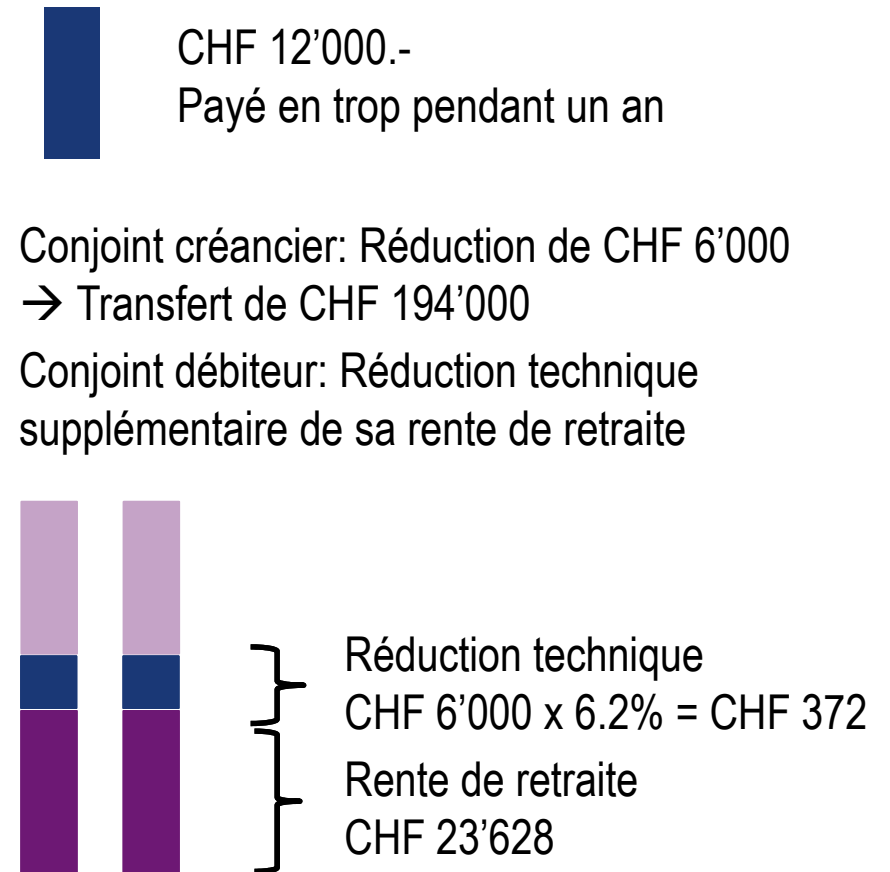 CHF 12’000.-
Payé en trop pendant un an
Conjoint créancier: Réduction de CHF 6’000
→ Transfert de CHF 194’000
Conjoint débiteur: Réduction technique
supplémentaire de sa rente de retraite
Réduction technique
CHF 6’000 x 6.2% = CHF 372
Rente de retraite
CHF 23’628